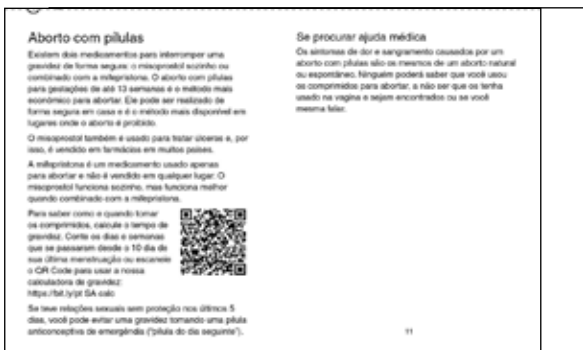 Aborto com pílulas
Existem dois medicamentos para interromper uma
gravidez de forma segura: o misoprostol sozinho ou
combinado com a mifepristona. O aborto com pílulas
para gestações de até 13 semanas é o método mais
econômico para abortar. Ele pode ser realizado de
forma segura em casa e é o método mais disponível em
lugares onde o aborto é proibido.
O misoprostol também é usado para tratar úlceras e, por
isso, é vendido em farmácias em muitos países.
A mifepristona é um medicamento usado apenas
para abortar e não é vendido em qualquer lugar. O
misoprostol funciona sozinho, mas funciona melhor
quando combinado com a mifepristona.
Para saber como e quando tomar
os comprimidos, calcule o tempo de
gravidez. Conte os dias e semanas
que se passaram desde o 1o dia de
sua última menstruação ou escaneie
o QR Code para usar a nossa
calculadora de gravidez:
https://bit.ly/pt SA calc
Se teve relações sexuais sem proteção nos últimos 5
dias, você pode evitar uma gravidez tomando uma pílula
anticonceptiva de emergência ("pílula do dia seguinte").
Se procurar ajuda médica
Os sintomas de dor e sangramento causados por um
aborto com pílulas são os mesmos de um aborto natural
ou espontâneo. Ninguém poderá saber que você usou
os comprimidos para abortar, a não ser que os tenha
usado na vagina e sejam encontrados ou se você
mesma falar.
11